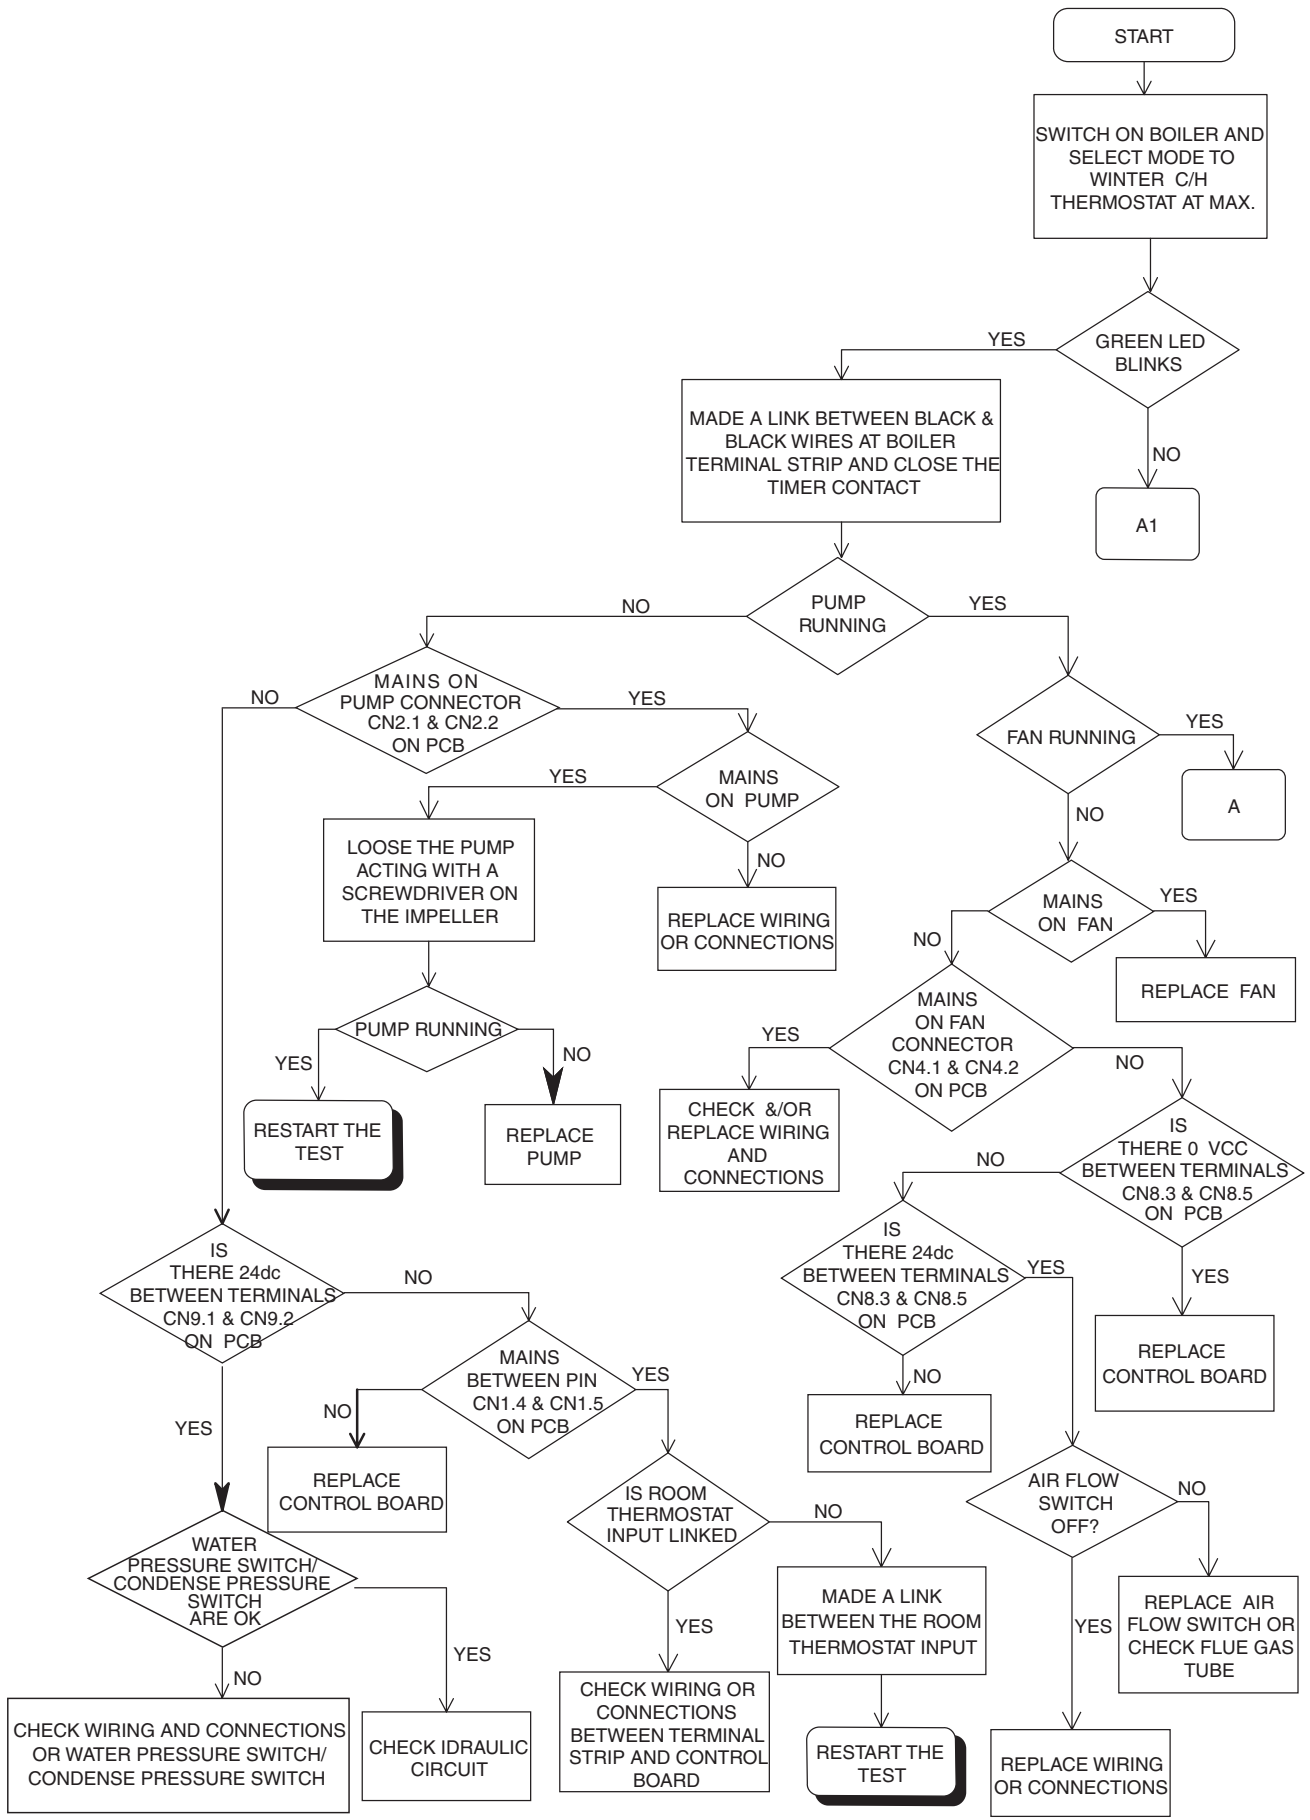 START
SWITCH ON BOILER AND
SELECT MODE TO
WINTER C/H
THERMOSTAT AT MAX.
GREEN LED
BLINKS
YES
NO
A1
MADE A LINK BETWEEN BLACK &
BLACK WIRES AT BOILER
TERMINAL STRIP AND CLOSE THE
TIMER CONTACT
PUMP
RUNNING
NO
YES
MAINS ON
PUMP CONNECTOR
CN2.1 & CN2.2
ON PCB
NO
YES
FAN RUNNING
YES
A
NO
MAINS
ON PUMP
YES
NO
LOOSE THE PUMP
ACTING WITH A
SCREWDRIVER ON
THE IMPELLER
REPLACE WIRING
OR CONNECTIONS
MAINS
ON FAN
YES
NO
REPLACE FAN
PUMP RUNNING
YES
NO
RESTART THE
TEST
REPLACE
PUMP
MAINS
ON FAN
CONNECTOR
CN4.1 & CN4.2
ON PCB
YES
NO
CHECK &/OR
REPLACE WIRING
AND
CONNECTIONS
IS
THERE 0 VCC
BETWEEN TERMINALS
CN8.3 & CN8.5
ON PCB
NO
YES
REPLACE
CONTROL BOARD
IS
THERE 24dc
BETWEEN TERMINALS
CN8.3 & CN8.5
ON PCB
YES
NO
REPLACE
CONTROL BOARD
IS
THERE 24dc
BETWEEN TERMINALS
CN9.1 & CN9.2
ON PCB
NO
YES
MAINS
BETWEEN PIN
CN1.4 & CN1.5
ON PCB
NO
YES
REPLACE
CONTROL BOARD
AIR FLOW
SWITCH
OFF?
NO
YES
REPLACE AIR
FLOW SWITCH OR
CHECK FLUE GAS
TUBE
REPLACE WIRING
OR CONNECTIONS
IS ROOM
THERMOSTAT
INPUT LINKED
NO
YES
MADE A LINK
BETWEEN THE ROOM
THERMOSTAT INPUT
RESTART THE
TEST
CHECK WIRING OR
CONNECTIONS
BETWEEN TERMINAL
STRIP AND CONTROL
BOARD
WATER
PRESSURE SWITCH/
CONDENSE PRESSURE
SWITCH
ARE OK
YES
NO
CHECK WIRING AND CONNECTIONS
OR WATER PRESSURE SWITCH/
CONDENSE PRESSURE SWITCH
CHECK IDRAULIC
CIRCUIT